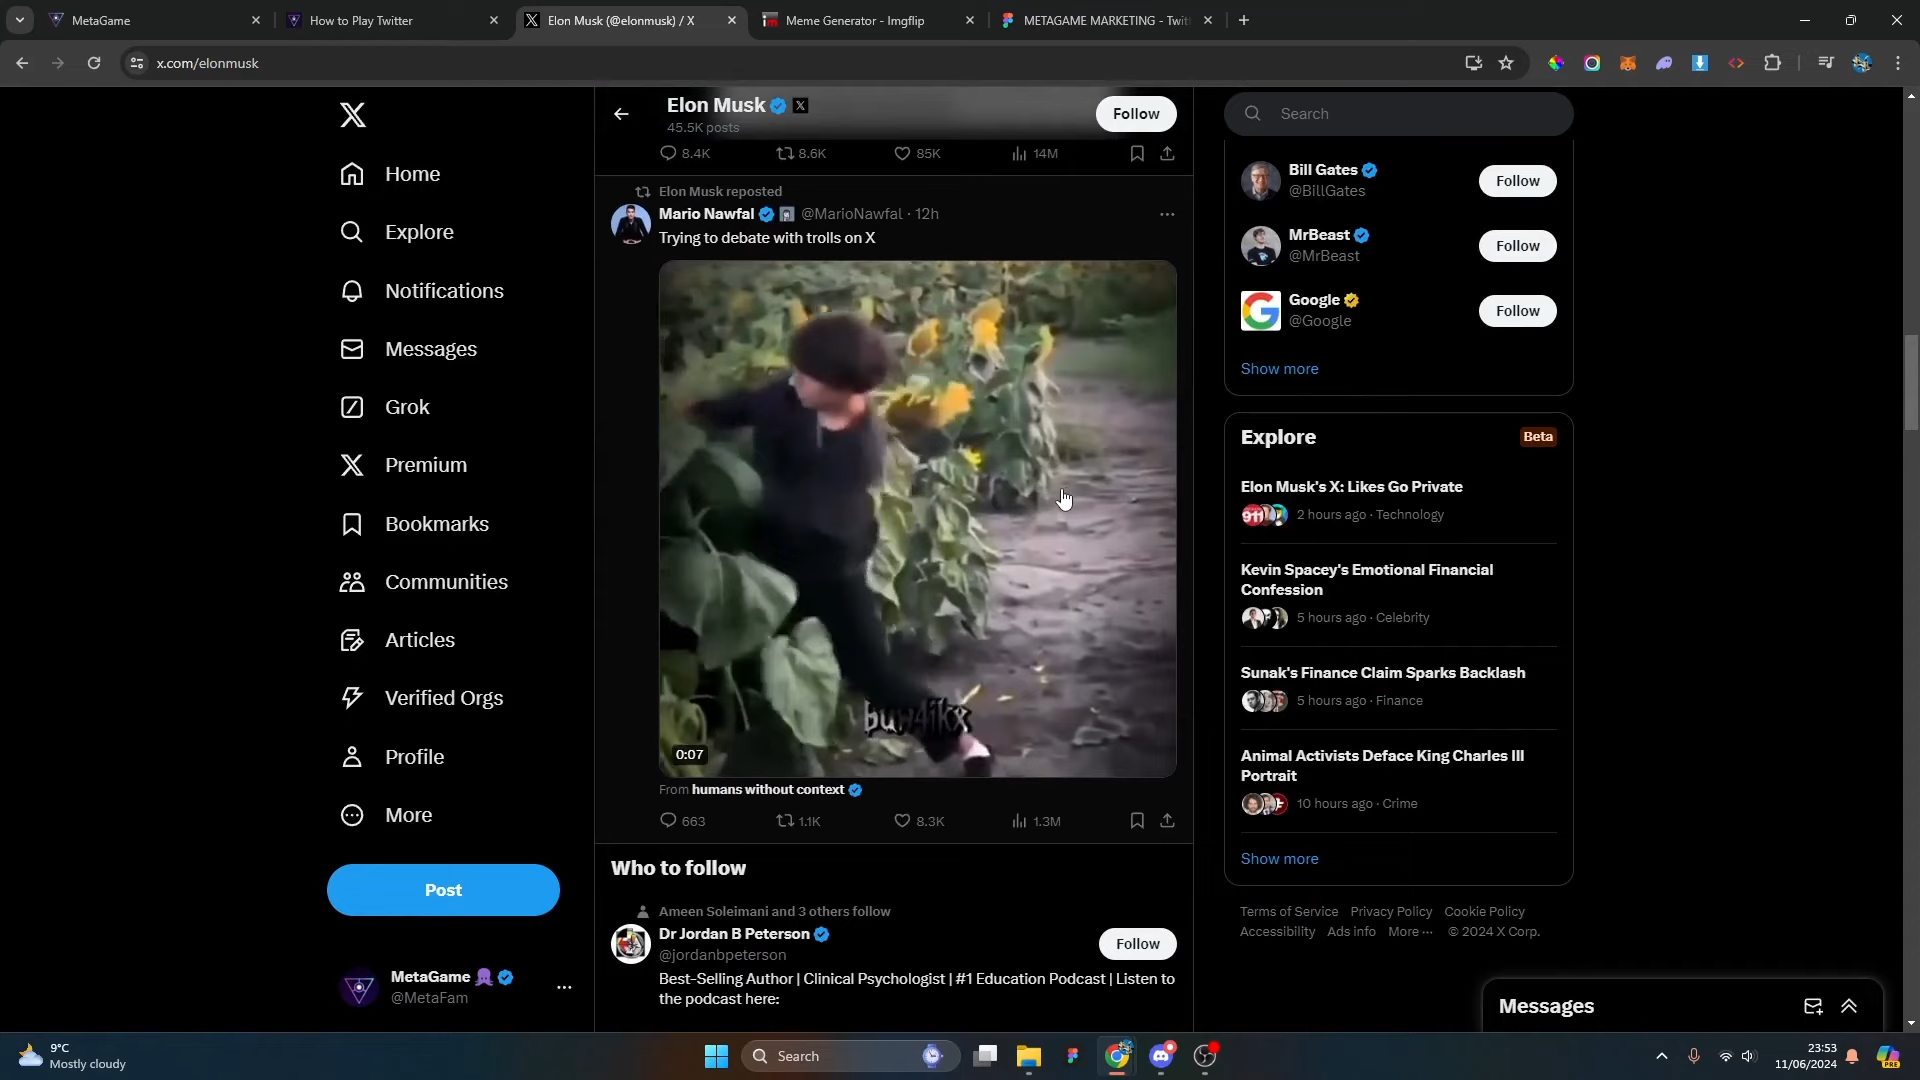 MetaGame
How to Play Twitter
Elon Musk (@elonmusk) / X
Meme Generator - Imgflip
METAGAME MARKETING - Twit
x.com/elonmusk
Home
Explore
Notifications
Messages
Grok
Premium
Bookmarks
Communities
Articles
Verified Orgs
Profile
More
Post
MetaGame
@MetaFam
Elon Musk
45.5K posts
Follow
8.4K 8.6K 85K 14M
Elon Musk reposted
Mario Nawfal @MarioNawfal · 12h
Trying to debate with trolls on X
0:07
From humans without context
663 1.1K 8.3K 1.3M
Who to follow
Ameen Soleimani and 3 others follow
Dr Jordan B Peterson
@jordanbpeterson
Follow
Best-Selling Author | Clinical Psychologist | #1 Education Podcast | Listen to
the podcast here:
Search
Bill Gates
@BillGates
Follow
MrBeast
@MrBeast
Follow
Google
@Google
Follow
Show more
Explore
Beta
Elon Musk's X: Likes Go Private
2 hours ago · Technology
Kevin Spacey's Emotional Financial
Confession
5 hours ago · Celebrity
Sunak's Finance Claim Sparks Backlash
5 hours ago · Finance
Animal Activists Deface King Charles III
Portrait
10 hours ago · Crime
Show more
Terms of Service Privacy Policy Cookie Policy
Accessibility Ads info More ··· © 2024 X Corp.
Messages
9°C
Mostly cloudy
Search
23:53
11/06/2024